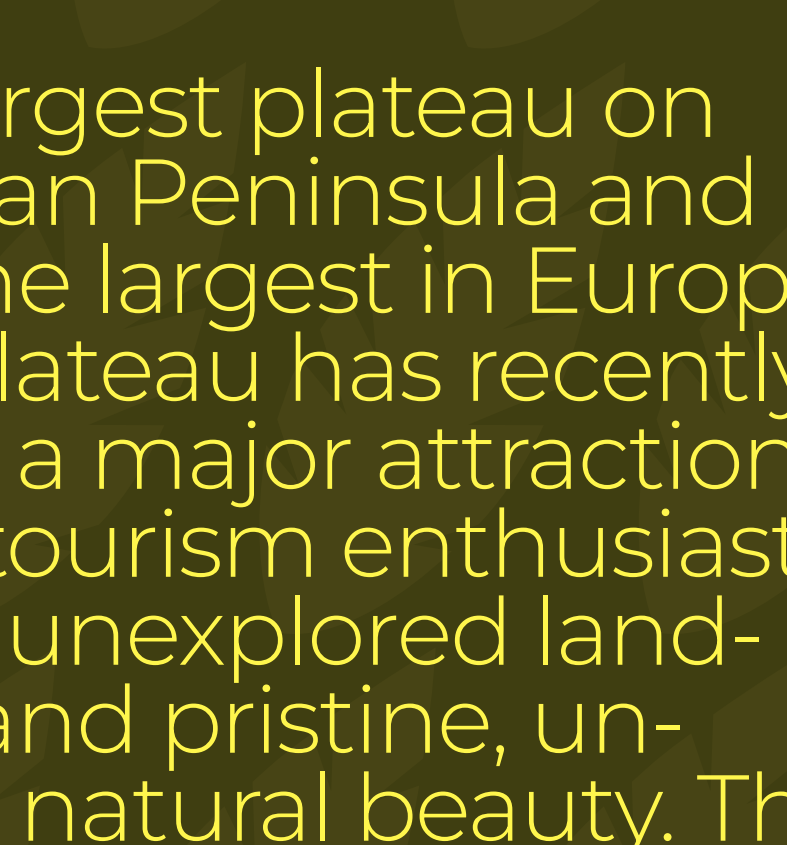 rgest plateau on
an Peninsula and
he largest in Europ
lateau has recently
a major attraction
tourism enthusiast
unexplored land-
and pristine, un-
natural beauty. Th